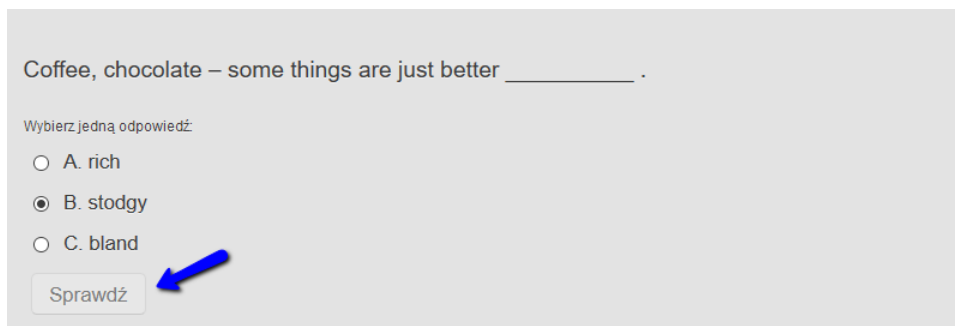 Coffee, chocolate – some things are just better __________ .
Wybierz jedną odpowiedź:
A. rich
B. stodgy
C. bland
Sprawdź